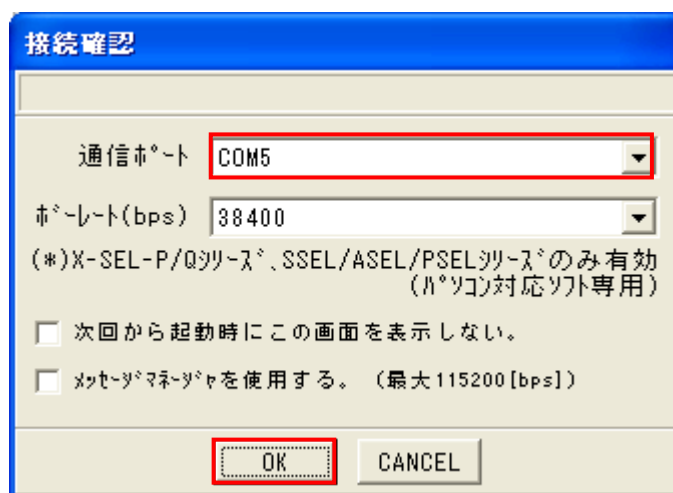 接続確認
通信ﾎﾟｰﾄ COM5
ﾎﾞｰﾚｰﾄ(bps) 38400
(*)X-SEL-P/Qｼﾘｰｽﾞ､SSEL/ASEL/PSELｼﾘｰｽﾞのみ有効
(ﾊﾟｿｺﾝ対応ｿﾌﾄ専用)
次回から起動時にこの画面を表示しない。
ﾒｯｾｰｼﾞﾏﾈｰｼﾞｬを使用する。 (最大115200[bps])
OK CANCEL